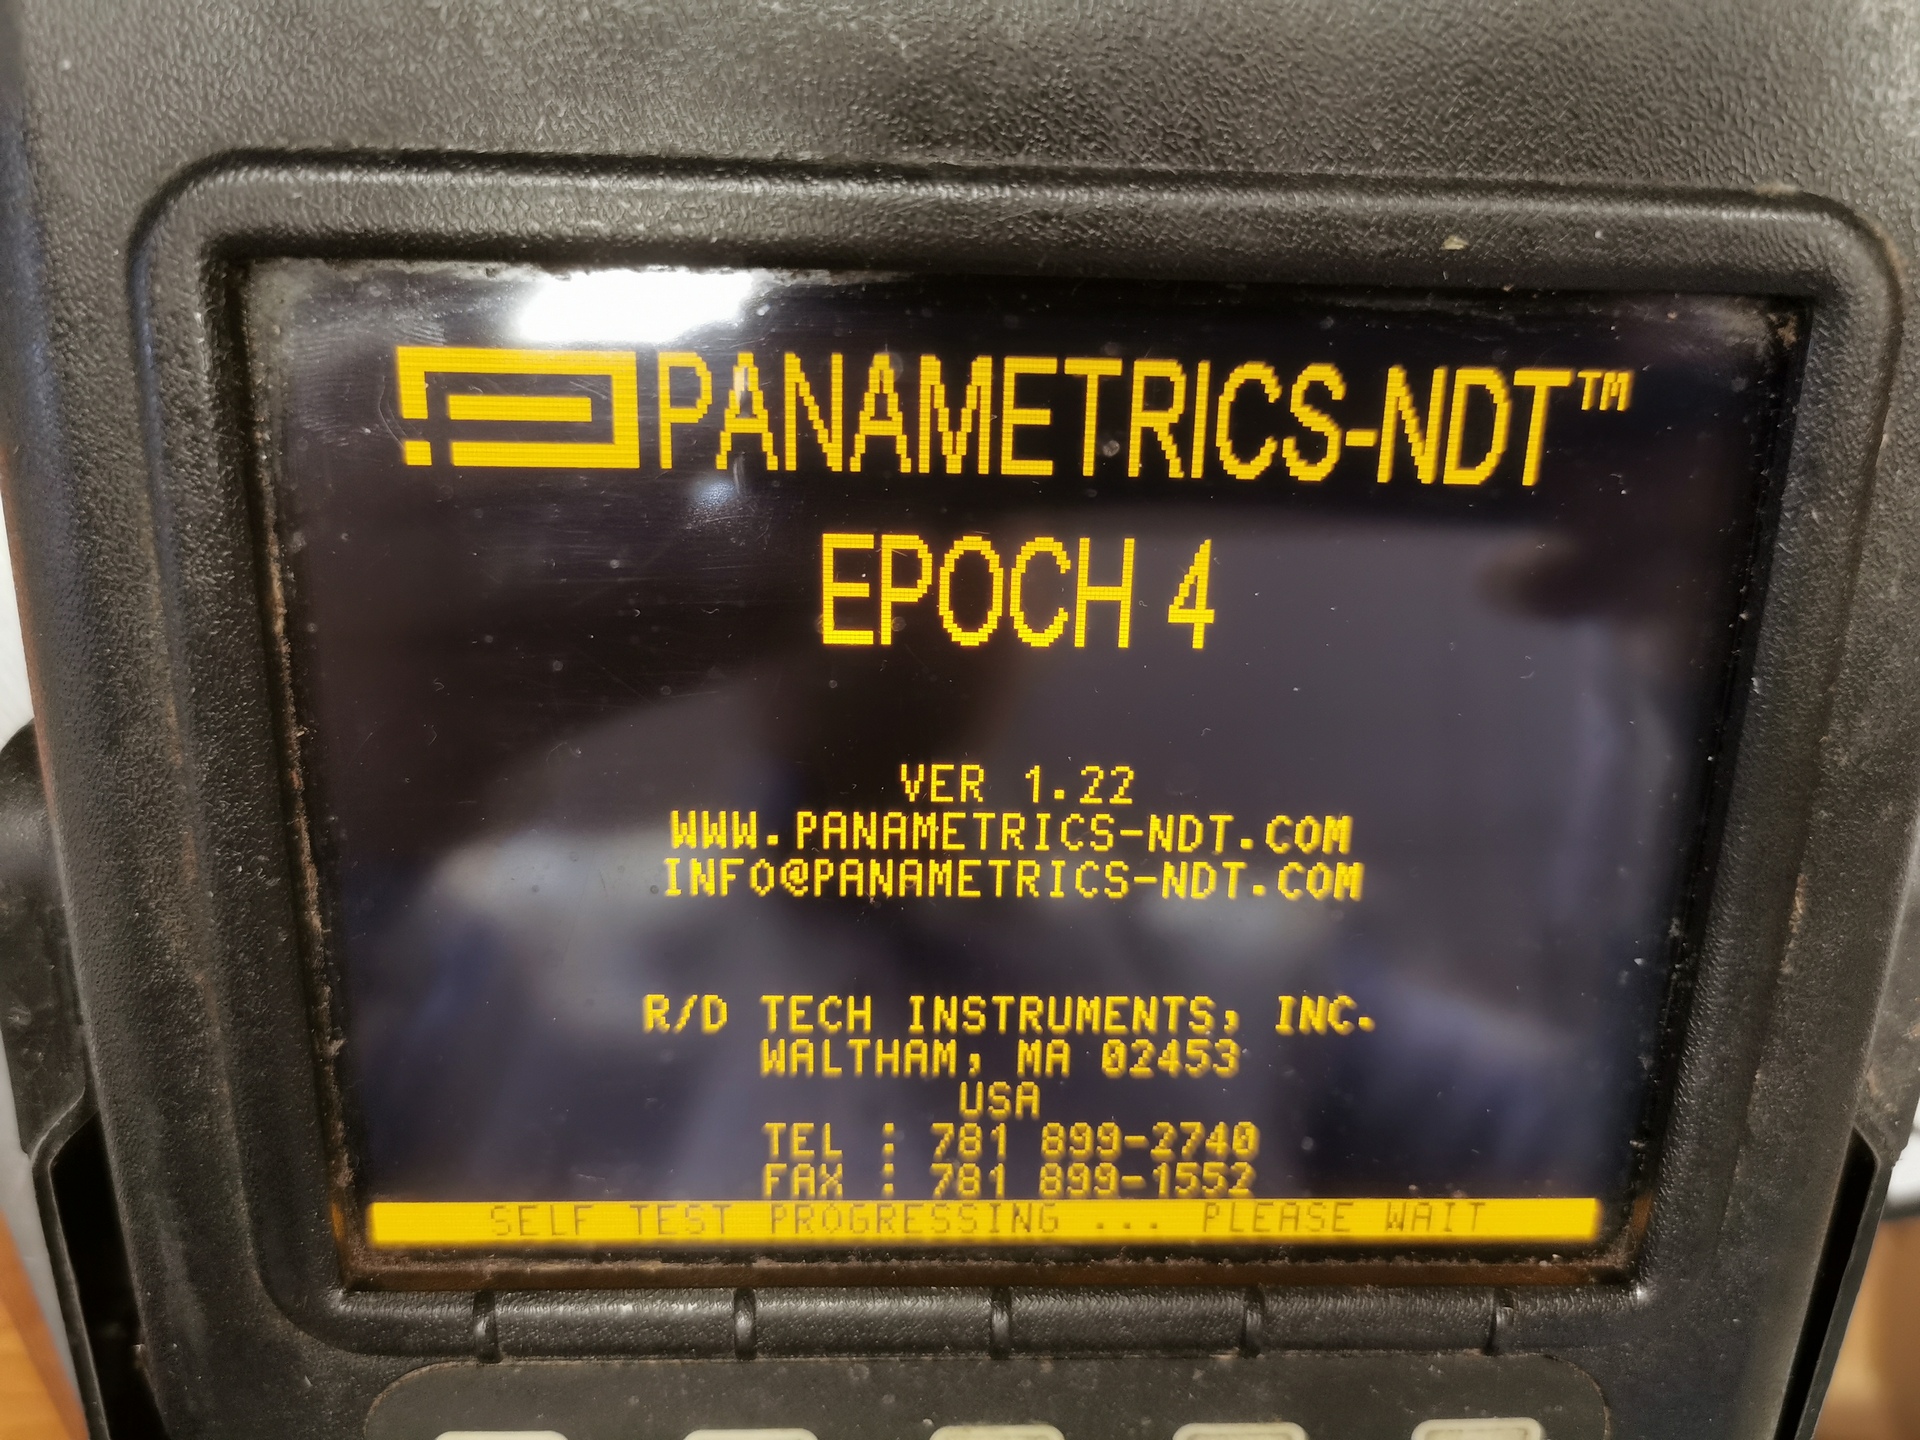 PANAMETRICS-NDT™
EPOCH 4
VER 1.22
WWW.PANAMETRICS-NDT.COM
INFO@PANAMETRICS-NDT.COM
R/D TECH INSTRUMENTS, INC.
WALTHAM, MA 02453
USA
TEL : 781 899-2740
FAX : 781 899-1552
SELF TEST PROGRESSING ... PLEASE WAIT